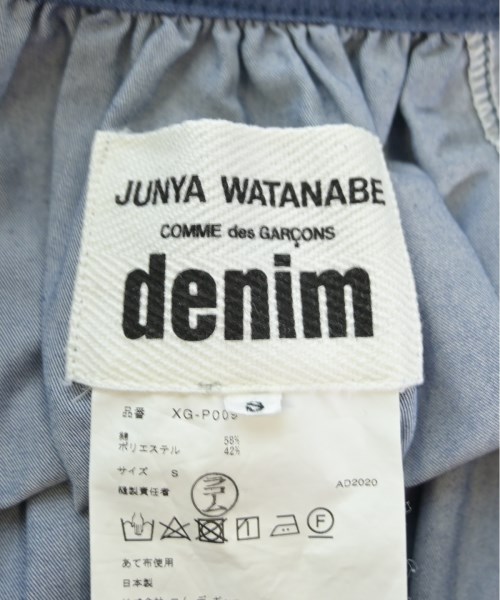 JUNYA WATANABE
COMME des GARÇONS
denim
S
品番 XG-P009
綿 58%
ポリエステル 42%
サイズ S
縫製責任者
AD2020
F
あて布使用
日本製